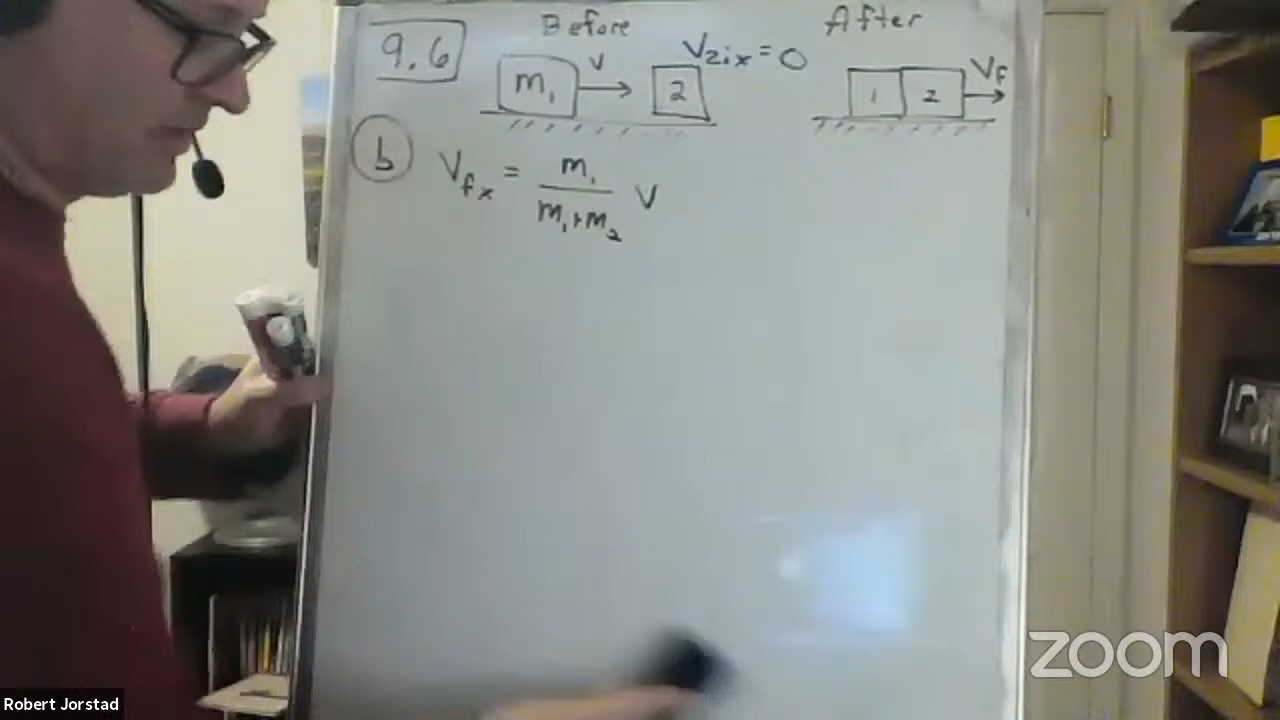 9.6
Before
After
m₁
V
2
V₂ix = 0
1
2
Vf
b
Vfx = m₁ / m₁+m₂ V
zoom
Robert Jorstad